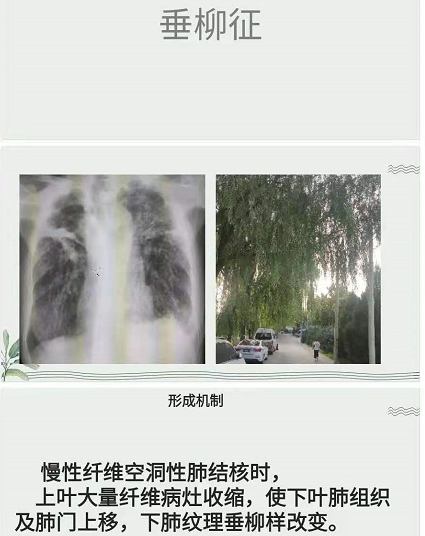 垂柳征
形成机制
慢性纤维空洞性肺结核时，
上叶大量纤维病灶收缩，使下叶肺组织
及肺门上移，下肺纹理垂柳样改变。